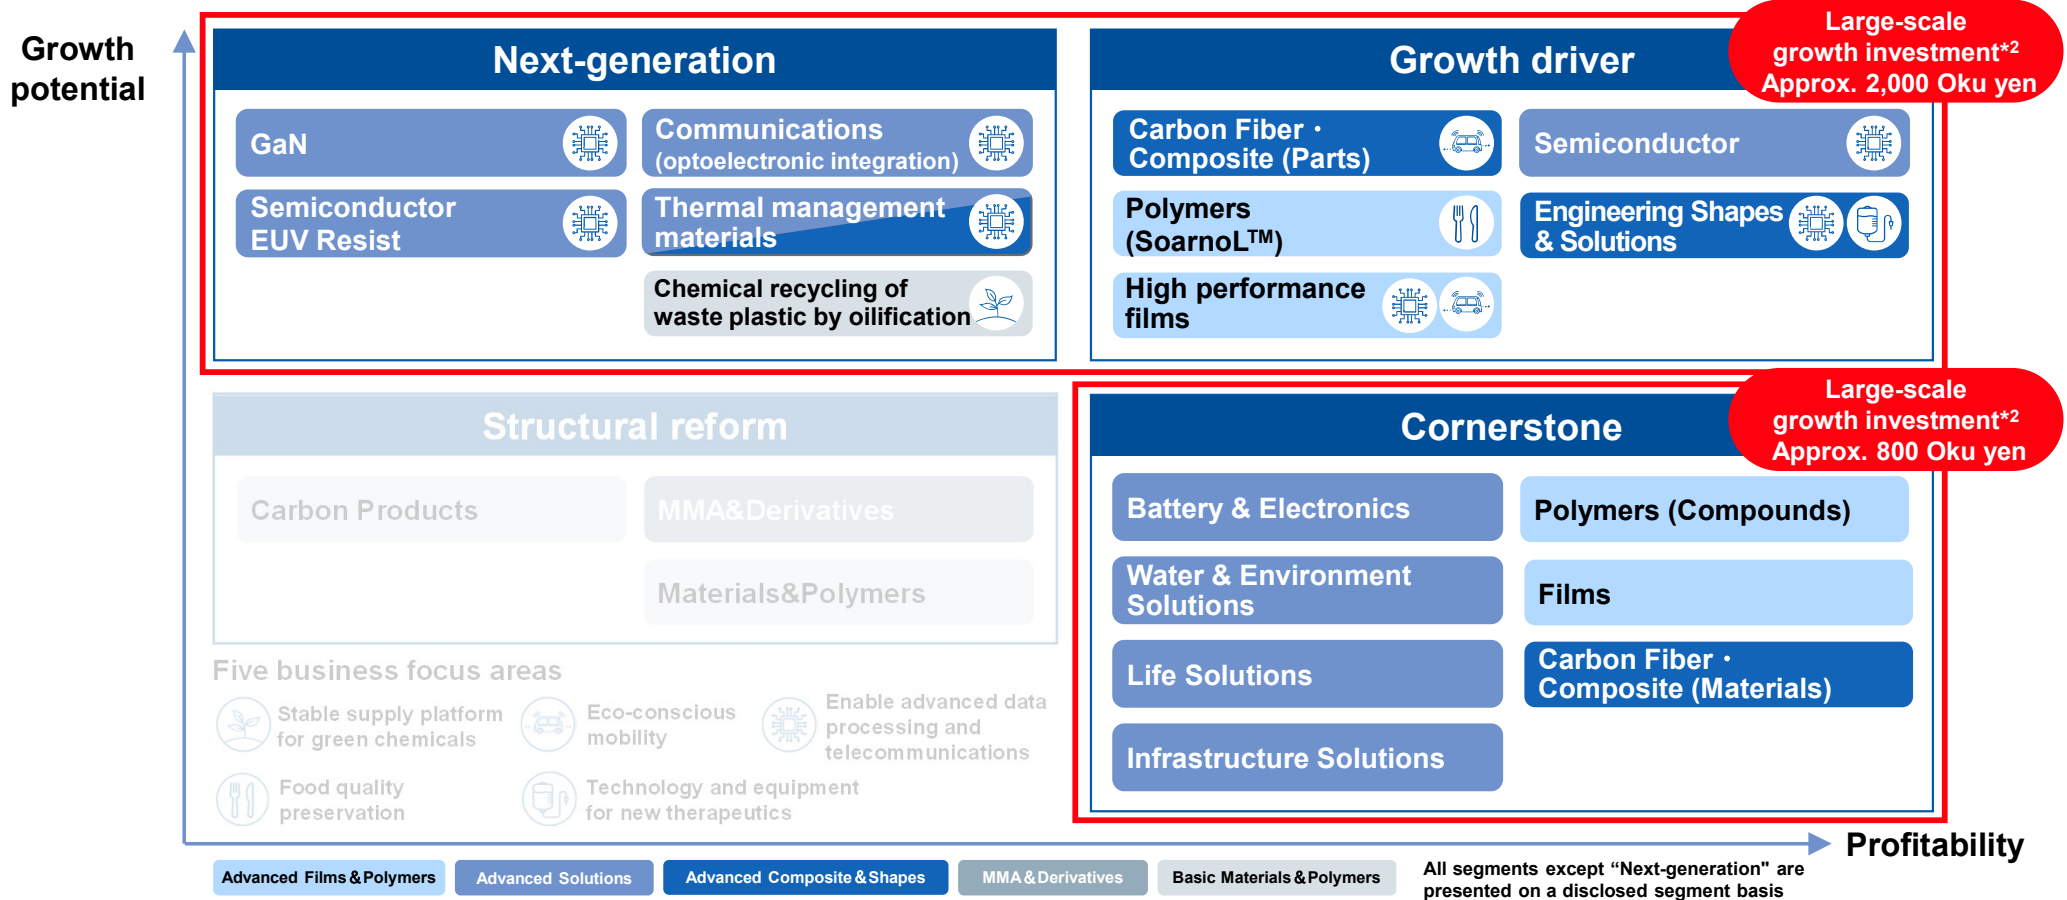 Growth
potential
Next-generation
GaN
Communications
(optoelectronic integration)
Semiconductor
EUV Resist
Thermal management
materials
Chemical recycling of
waste plastic by oilification
Growth driver
Large-scale
growth investment*2
Approx. 2,000 Oku yen
Carbon Fiber・
Composite (Parts)
Semiconductor
Polymers
(SoarnoL™)
Engineering Shapes
& Solutions
High performance
films
Structural reform
Carbon Products
MMA&Derivatives
Materials&Polymers
Cornerstone
Large-scale
growth investment*2
Approx. 800 Oku yen
Battery & Electronics
Polymers (Compounds)
Water & Environment
Solutions
Films
Life Solutions
Carbon Fiber・
Composite (Materials)
Infrastructure Solutions
Five business focus areas
Stable supply platform
for green chemicals
Eco-conscious
mobility
Enable advanced data
processing and
telecommunications
Food quality
preservation
Technology and equipment
for new therapeutics
Profitability
Advanced Films&Polymers
Advanced Solutions
Advanced Composite&Shapes
MMA&Derivatives
Basic Materials&Polymers
All segments except “Next-generation" are
presented on a disclosed segment basis